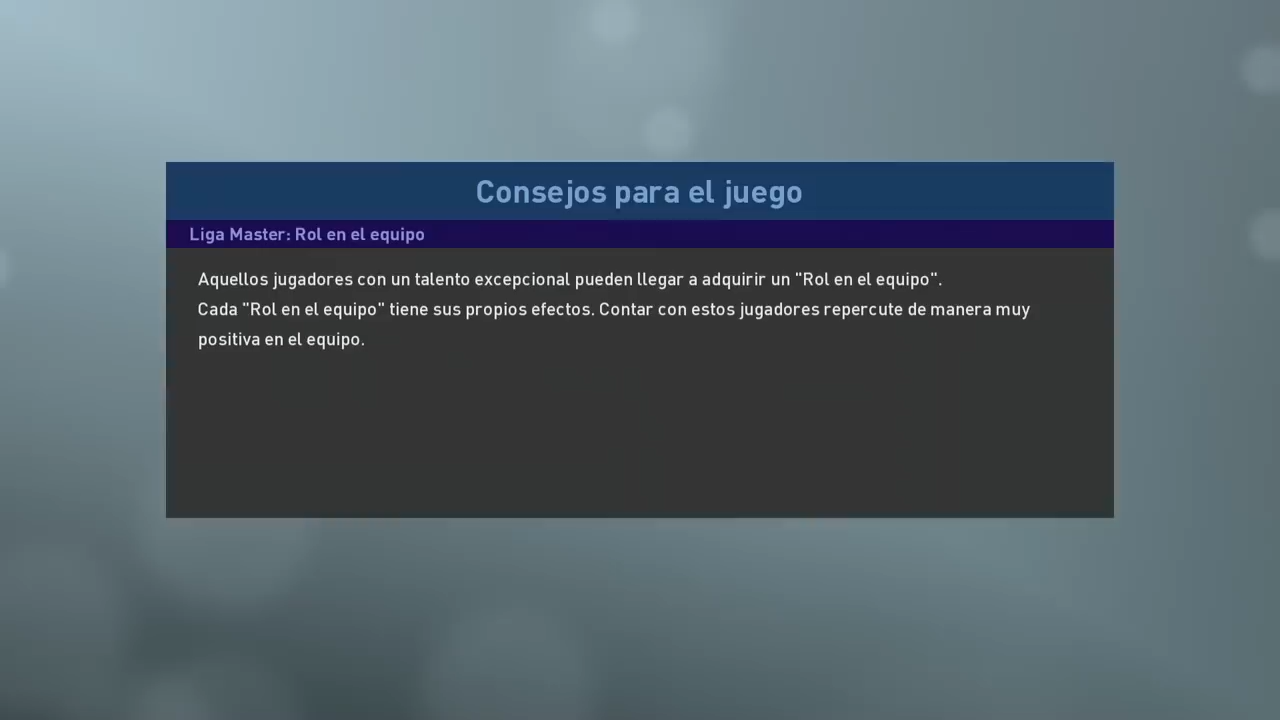 Consejos para el juego
Liga Master: Rol en el equipo
Aquellos jugadores con un talento excepcional pueden llegar a adquirir un "Rol en el equipo".
Cada "Rol en el equipo" tiene sus propios efectos. Contar con estos jugadores repercute de manera muy
positiva en el equipo.